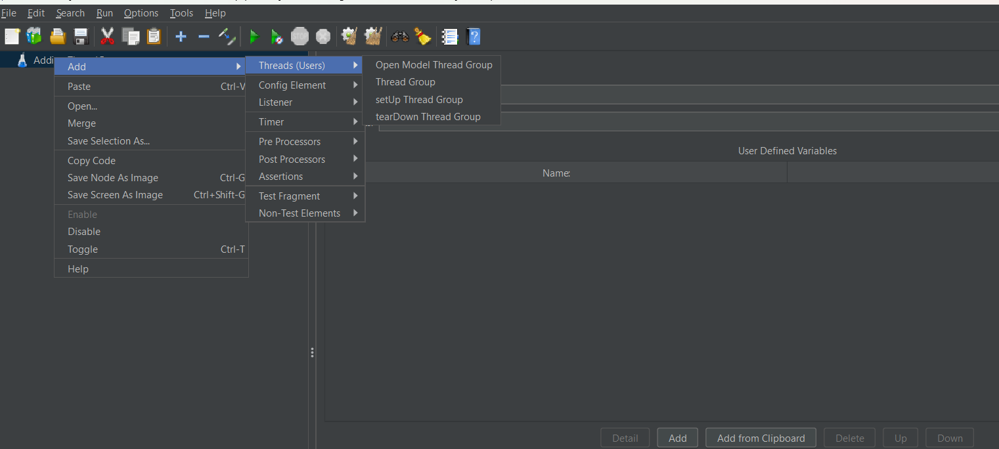 File Edit Search Run Options Tools Help
STOP
Add
Paste Ctrl-V
Open...
Merge
Save Selection As...
Copy Code
Save Node As Image Ctrl-G
Save Screen As Image Ctrl+Shift-G
Enable
Disable
Toggle Ctrl-T
Help
Threads (Users)
Config Element
Listener
Timer
Pre Processors
Post Processors
Assertions
Test Fragment
Non-Test Elements
Open Model Thread Group
Thread Group
setUp Thread Group
tearDown Thread Group
User Defined Variables
Name:
Detail Add Add from Clipboard Delete Up Down